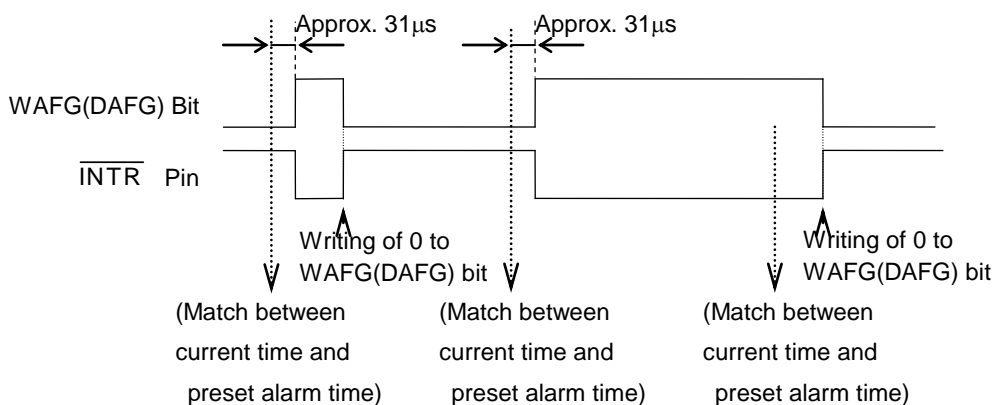 Approx. 31μs
Approx. 31μs
WAFG(DAFG) Bit
INTR Pin
Writing of 0 to
WAFG(DAFG) bit
Writing of 0 to
WAFG(DAFG) bit
(Match between
current time and
preset alarm time)
(Match between
current time and
preset alarm time)
(Match between
current time and
preset alarm time)